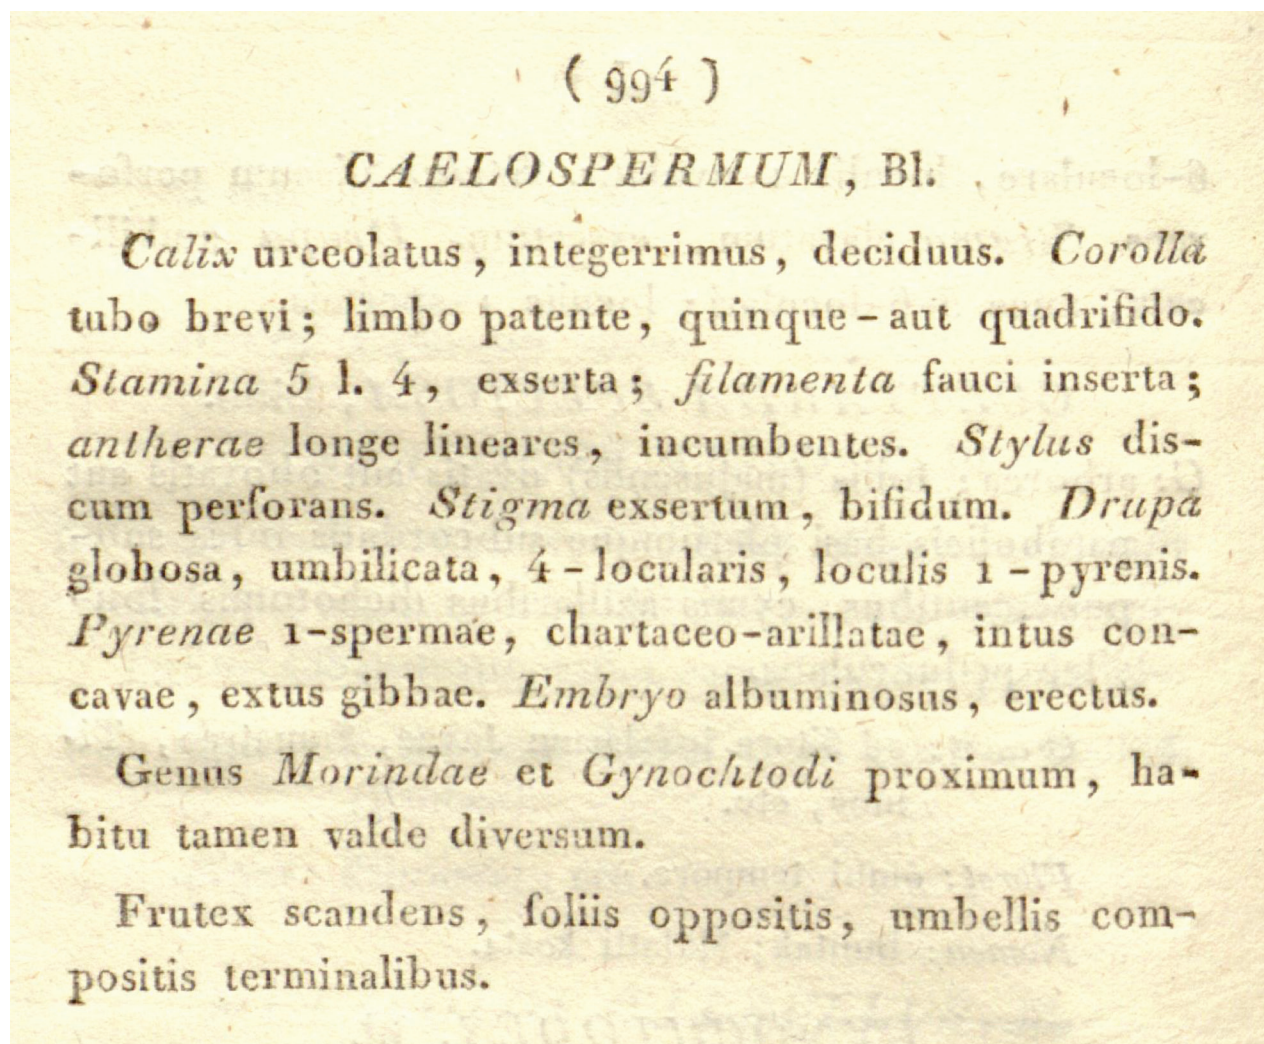 ( 994 )
CAELOSPERMUM, Bl.
Calix urceolatus, integerrimus, deciduus. Corolla
tubo brevi; limbo patente, quinque-aut quadrifido.
Stamina 5 l. 4, exserta; filamenta fauci inserta;
antherae longe lineares, incumbentes. Stylus dis-
cum perforans. Stigma exsertum, bifidum. Drupa
globosa, umbilicata, 4-locularis, loculis 1-pyrenis.
Pyrenae 1-spermae, chartaceo-arillatae, intus con-
cavae, extus gibbae. Embryo albuminosus, erectus.
Genus Morindae et Gynochtodi proximum, ha-
bitu tamen valde diversum.
Frutex scandens, foliis oppositis, umbellis com-
positis terminalibus.